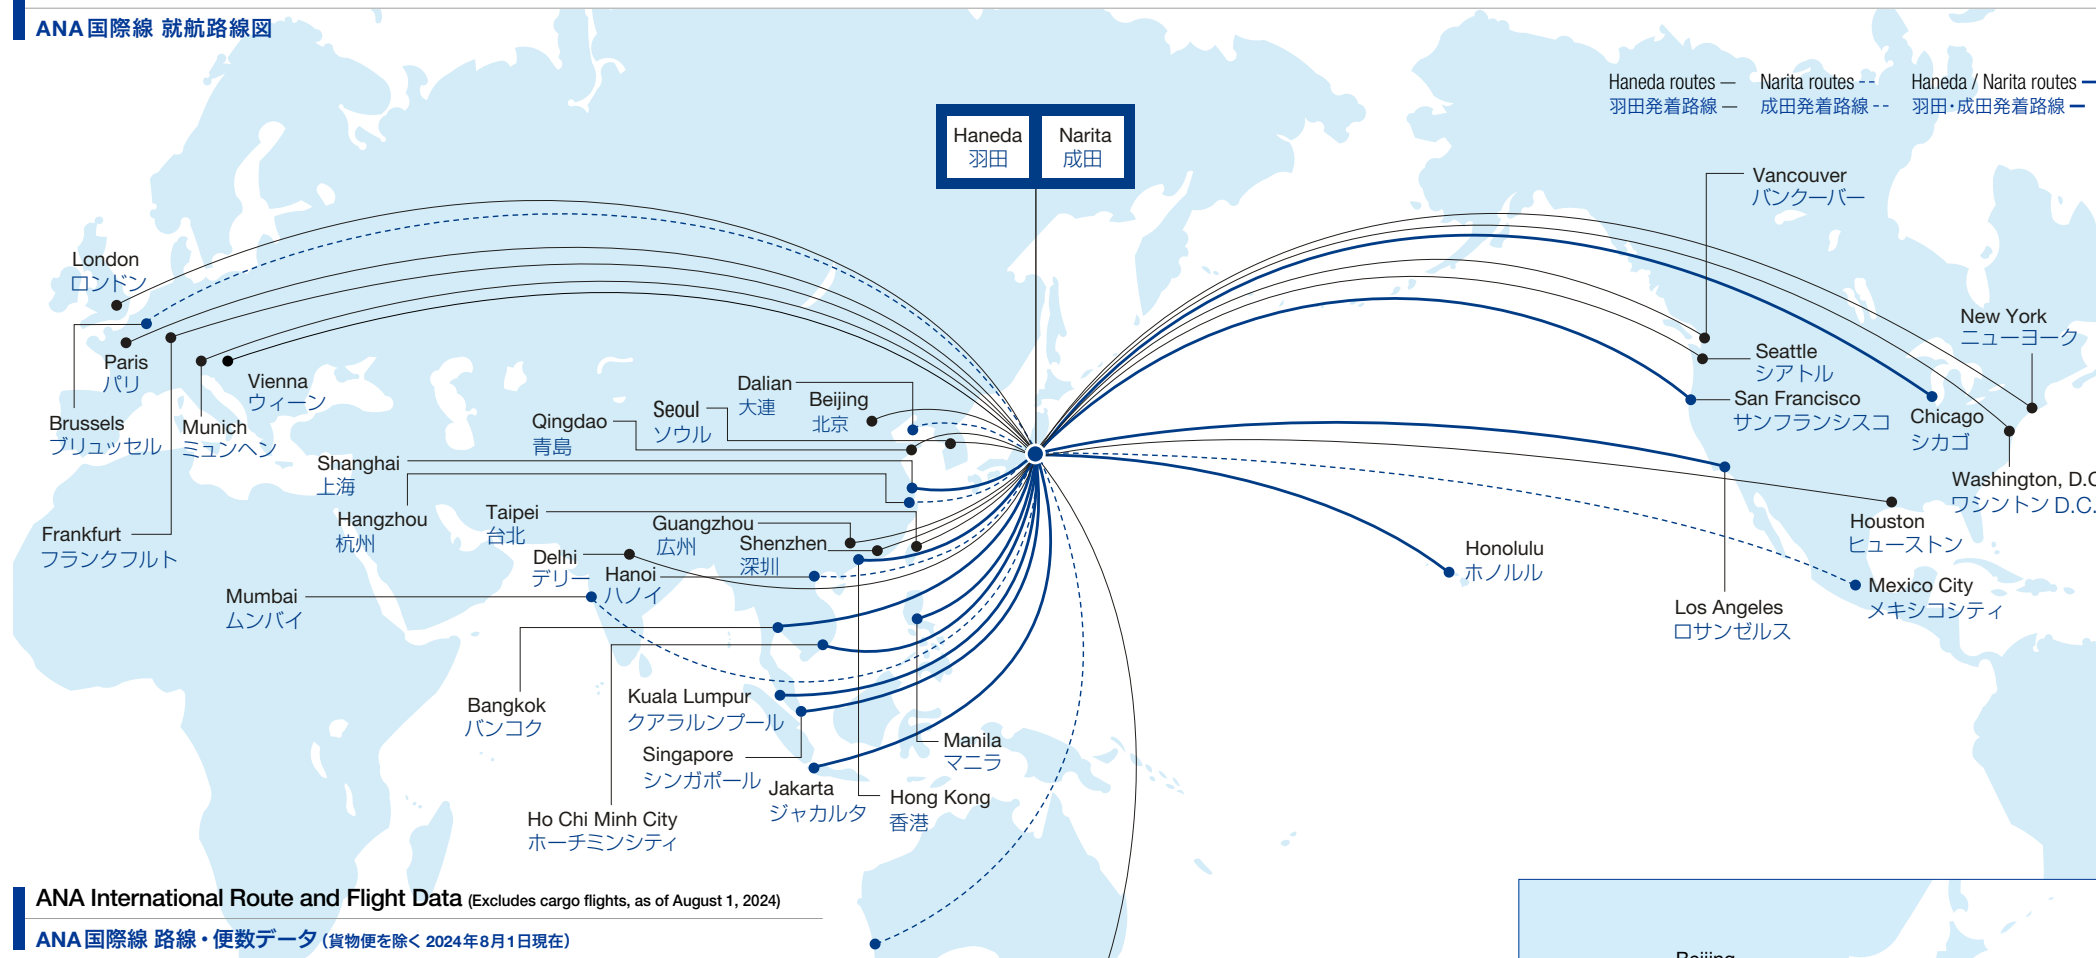 ANA国際線 就航路線図
Haneda routes
Narita routes
Haneda / Narita routes
羽田発着路線
成田発着路線
羽田・成田発着路線
Haneda
羽田
Narita
成田
Vancouver
バンクーバー
London
ロンドン
New York
ニューヨーク
Paris
パリ
Seattle
シアトル
Vienna
ウィーン
Dalian
大連
Beijing
北京
San Francisco
サンフランシスコ
Chicago
シカゴ
Brussels
ブリュッセル
Munich
ミュンヘン
Qingdao
青島
Seoul
ソウル
Shanghai
上海
Washington, D.C
ワシントン D.C.
Hangzhou
杭州
Taipei
台北
Guangzhou
広州
Shenzhen
深圳
Houston
ヒューストン
Frankfurt
フランクフルト
Delhi
デリー
Hanoi
ハノイ
Honolulu
ホノルル
Mumbai
ムンバイ
Mexico City
メキシコシティ
Los Angeles
ロサンゼルス
Bangkok
バンコク
Kuala Lumpur
クアラルンプール
Manila
マニラ
Singapore
シンガポール
Jakarta
ジャカルタ
Hong Kong
香港
Ho Chi Minh City
ホーチミンシティ
ANA International Route and Flight Data (Excludes cargo flights, as of August 1, 2024)
ANA国際線 路線・便数データ（貨物便を除く 2024年8月1日現在）